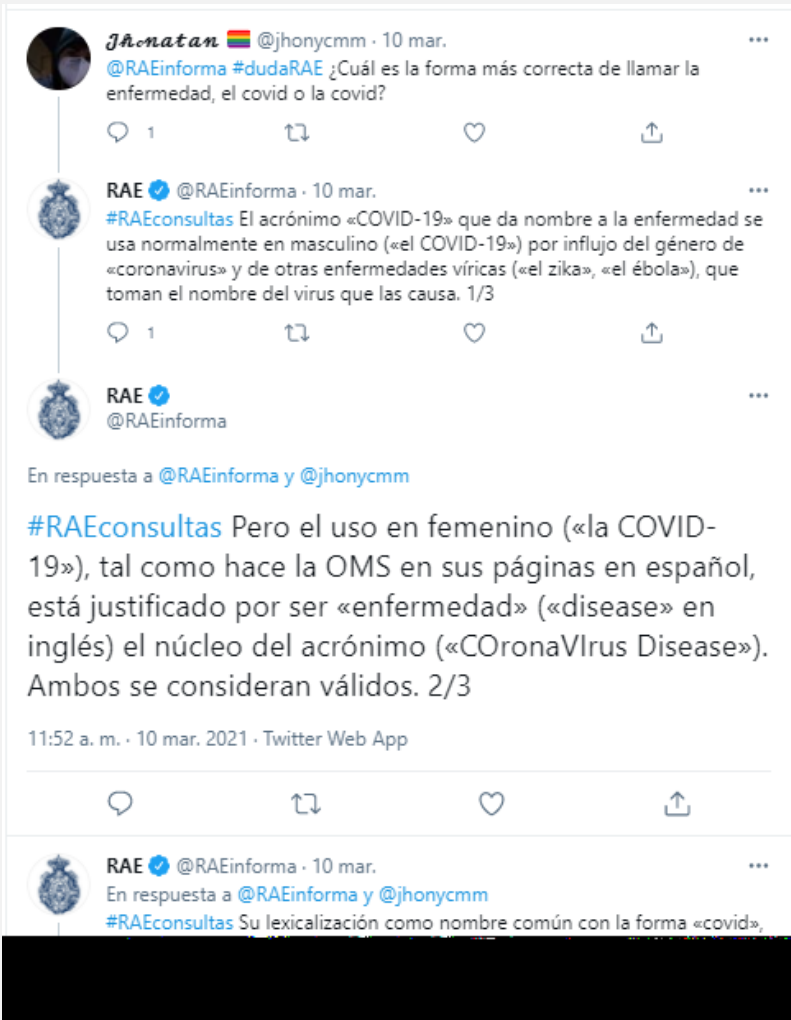 Jhonatan 🏳️‍🌈 @jhonycmm · 10 mar.
@RAEinforma #dudaRAE ¿Cuál es la forma más correcta de llamar la
enfermedad, el covid o la covid?
1
RAE @RAEinforma · 10 mar.
#RAEconsultas El acrónimo «COVID-19» que da nombre a la enfermedad se
usa normalmente en masculino («el COVID-19») por influjo del género de
«coronavirus» y de otras enfermedades víricas («el zika», «el ébola»), que
toman el nombre del virus que las causa. 1/3
1
RAE
@RAEinforma
En respuesta a @RAEinforma y @jhonycmm
#RAEconsultas Pero el uso en femenino («la COVID-
19»), tal como hace la OMS en sus páginas en español,
está justificado por ser «enfermedad» («disease» en
inglés) el núcleo del acrónimo («COronaVIrus Disease»).
Ambos se consideran válidos. 2/3
11:52 a. m. · 10 mar. 2021 · Twitter Web App
RAE @RAEinforma · 10 mar.
En respuesta a @RAEinforma y @jhonycmm
#RAEconsultas Su lexicalización como nombre común con la forma «covid»,